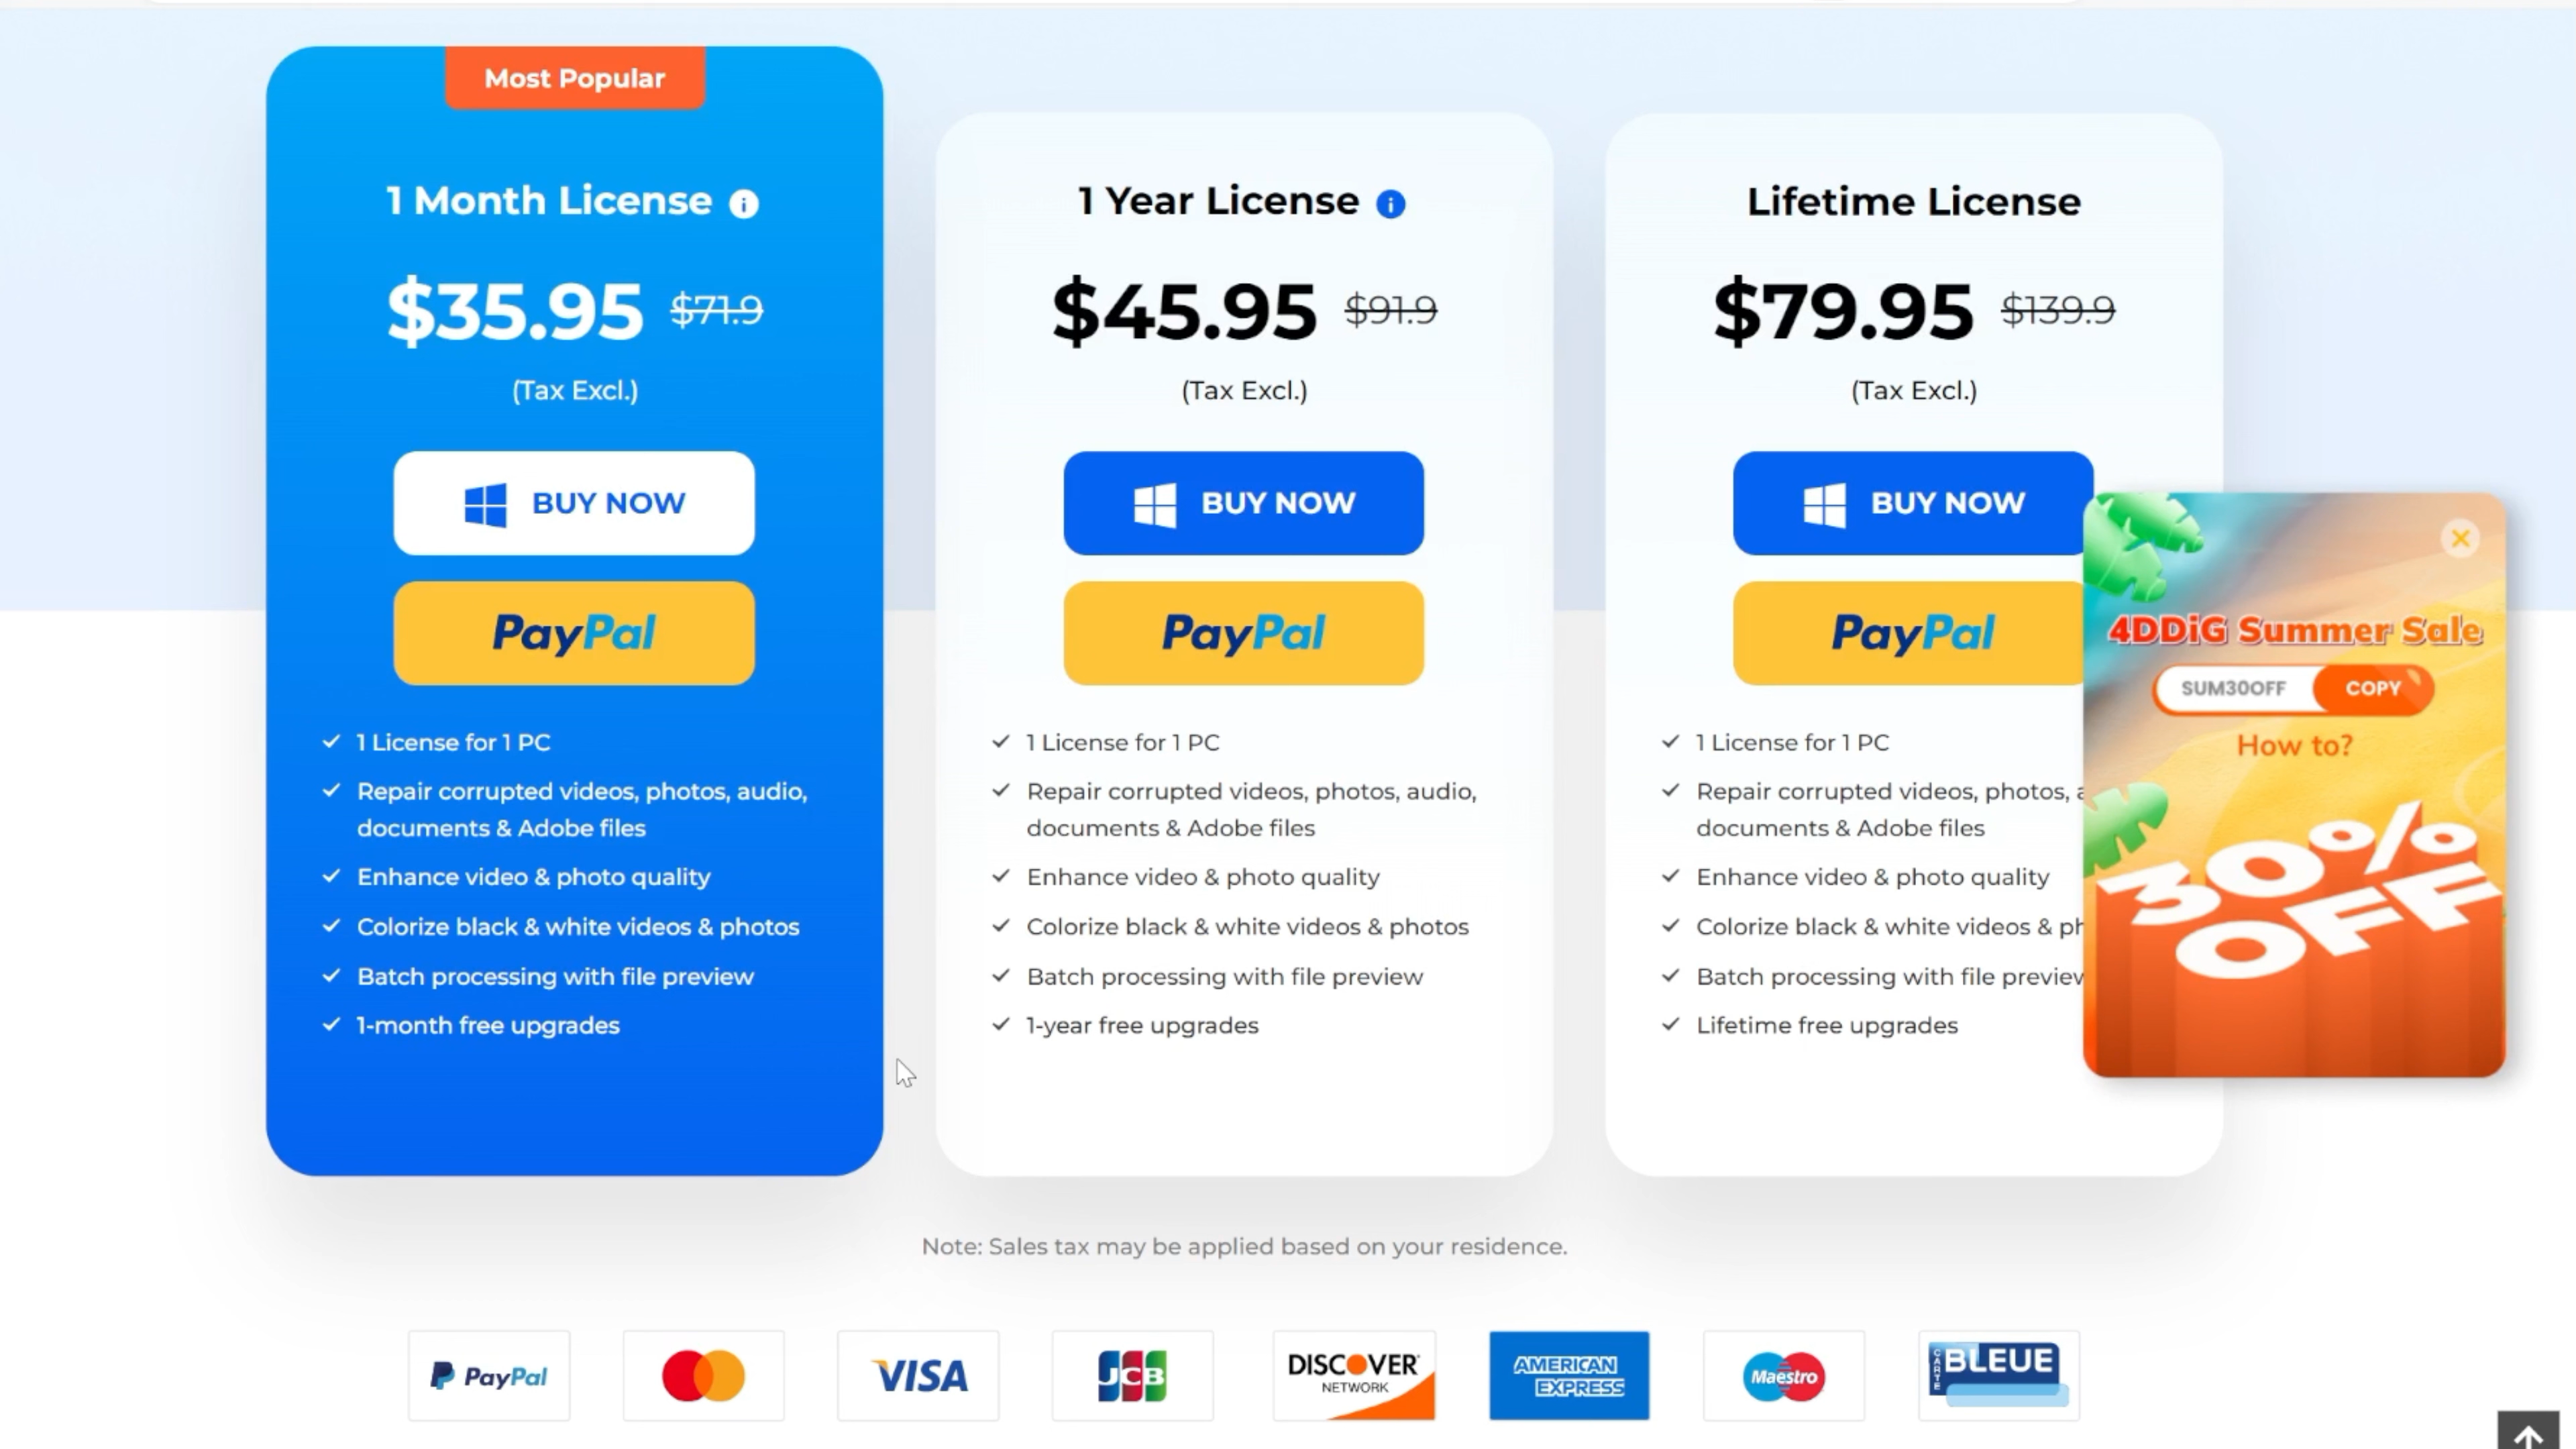 Most Popular
1 Month License
$35.95 $71.9
(Tax Excl.)
BUY NOW
PayPal
1 License for 1 PC
Repair corrupted videos, photos, audio,
documents & Adobe files
Enhance video & photo quality
Colorize black & white videos & photos
Batch processing with file preview
1-month free upgrades
1 Year License
$45.95 $91.9
(Tax Excl.)
BUY NOW
PayPal
1 License for 1 PC
Repair corrupted videos, photos, audio,
documents & Adobe files
Enhance video & photo quality
Colorize black & white videos & photos
Batch processing with file preview
1-year free upgrades
Lifetime License
$79.95 $139.9
(Tax Excl.)
BUY NOW
PayPal
1 License for 1 PC
Repair corrupted videos, photos,
documents & Adobe files
Enhance video & photo quality
Colorize black & white videos &
Batch processing with file preview
Lifetime free upgrades
4DDiG Summer Sale
SUM30OFF COPY
How to?
30%
OFF
Note: Sales tax may be applied based on your residence.
PayPal
VISA
JCB
DISCOVER
NETWORK
AMERICAN
EXPRESS
Maestro
CARTE BLEUE